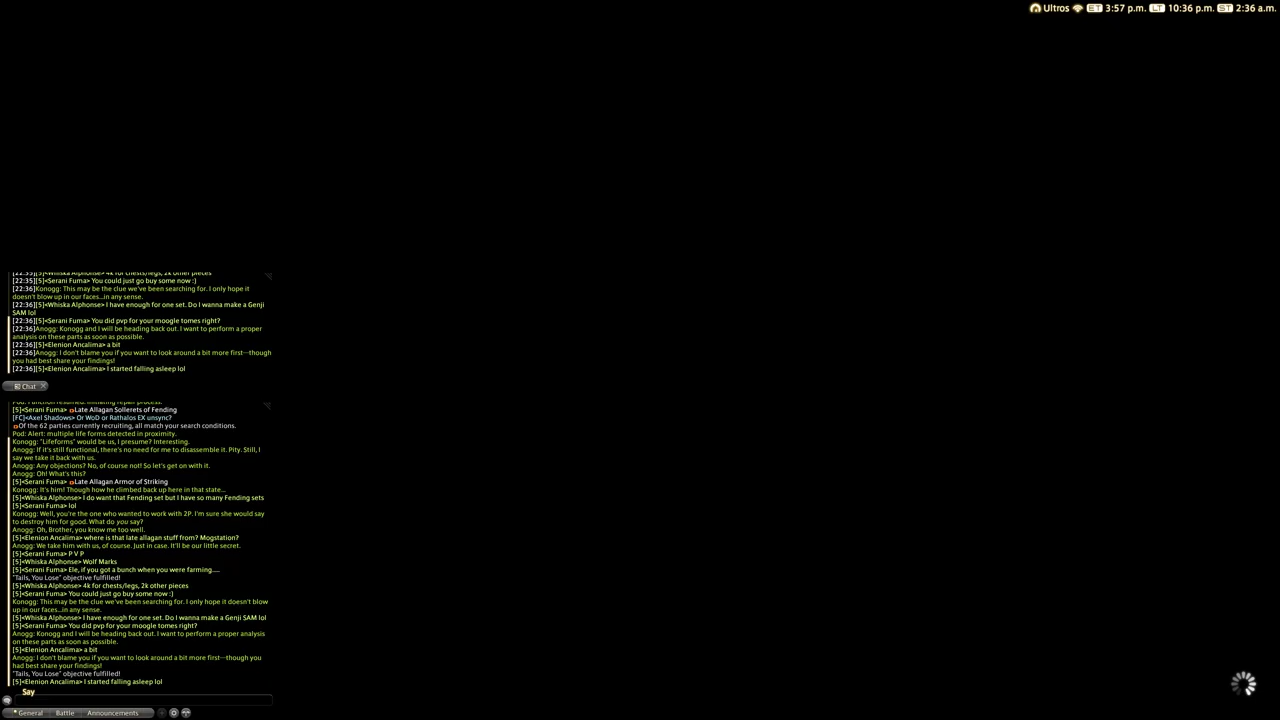 Ultros ET 3:57 p.m. LT 10:36 p.m. ST 2:36 a.m.
[22:35][5]<Whiska Alphonse> 4k for chests/legs, 2k other pieces
[22:35][5]<Serani Fuma> You could just go buy some now :)
[22:36]Konogg: This may be the clue we've been searching for. I only hope it
doesn't blow up in our faces...in any sense.
[22:36][5]<Whiska Alphonse> I have enough for one set. Do I wanna make a Genji
SAM lol
[22:36][5]<Serani Fuma> You did pvp for your moogle tomes right?
[22:36]Anogg: Konogg and I will be heading back out. I want to perform a proper
analysis on these parts as soon as possible.
[22:36][5]<Elenion Ancalima> a bit
[22:36]Anogg: I don't blame you if you want to look around a bit more first—though
you had best share your findings!
[22:36][5]<Elenion Ancalima> I started falling asleep lol
Chat
Pod: Function resumed. Initiating repair process.
[5]<Serani Fuma> Late Allagan Sollerets of Fending
[FC]<Axel Shadows> Or WoD or Rathalos EX unsync?
Of the 62 parties currently recruiting, all match your search conditions.
Pod: Alert: multiple life forms detected in proximity.
Konogg: "Lifeforms" would be us, I presume? Interesting.
Anogg: If it's still functional, there's no need for me to disassemble it. Pity. Still, I
say we take it back with us.
Anogg: Any objections? No, of course not! So let's get on with it.
Anogg: Oh! What's this?
[5]<Serani Fuma> Late Allagan Armor of Striking
Konogg: It's him! Though how he climbed back up here in that state...
[5]<Whiska Alphonse> I do want that Fending set but I have so many Fending sets
[5]<Serani Fuma> lol
Konogg: Well, you're the one who wanted to work with 2P. I'm sure she would say
to destroy him for good. What do you say?
Anogg: Oh, Brother, you know me too well.
[5]<Elenion Ancalima> where is that late allagan stuff from? Mogstation?
Anogg: We take him with us, of course. Just in case. It'll be our little secret.
[5]<Serani Fuma> P V P
[5]<Whiska Alphonse> Wolf Marks
[5]<Serani Fuma> Ele, if you got a bunch when you were farming....
"Tails, You Lose" objective fulfilled!
[5]<Whiska Alphonse> 4k for chests/legs, 2k other pieces
[5]<Serani Fuma> You could just go buy some now :)
Konogg: This may be the clue we've been searching for. I only hope it doesn't blow
up in our faces...in any sense.
[5]<Whiska Alphonse> I have enough for one set. Do I wanna make a Genji SAM lol
[5]<Serani Fuma> You did pvp for your moogle tomes right?
Anogg: Konogg and I will be heading back out. I want to perform a proper analysis
on these parts as soon as possible.
[5]<Elenion Ancalima> a bit
Anogg: I don't blame you if you want to look around a bit more first—though you
had best share your findings!
"Tails, You Lose" objective fulfilled!
[5]<Elenion Ancalima> I started falling asleep lol
Say
General Battle Announcements